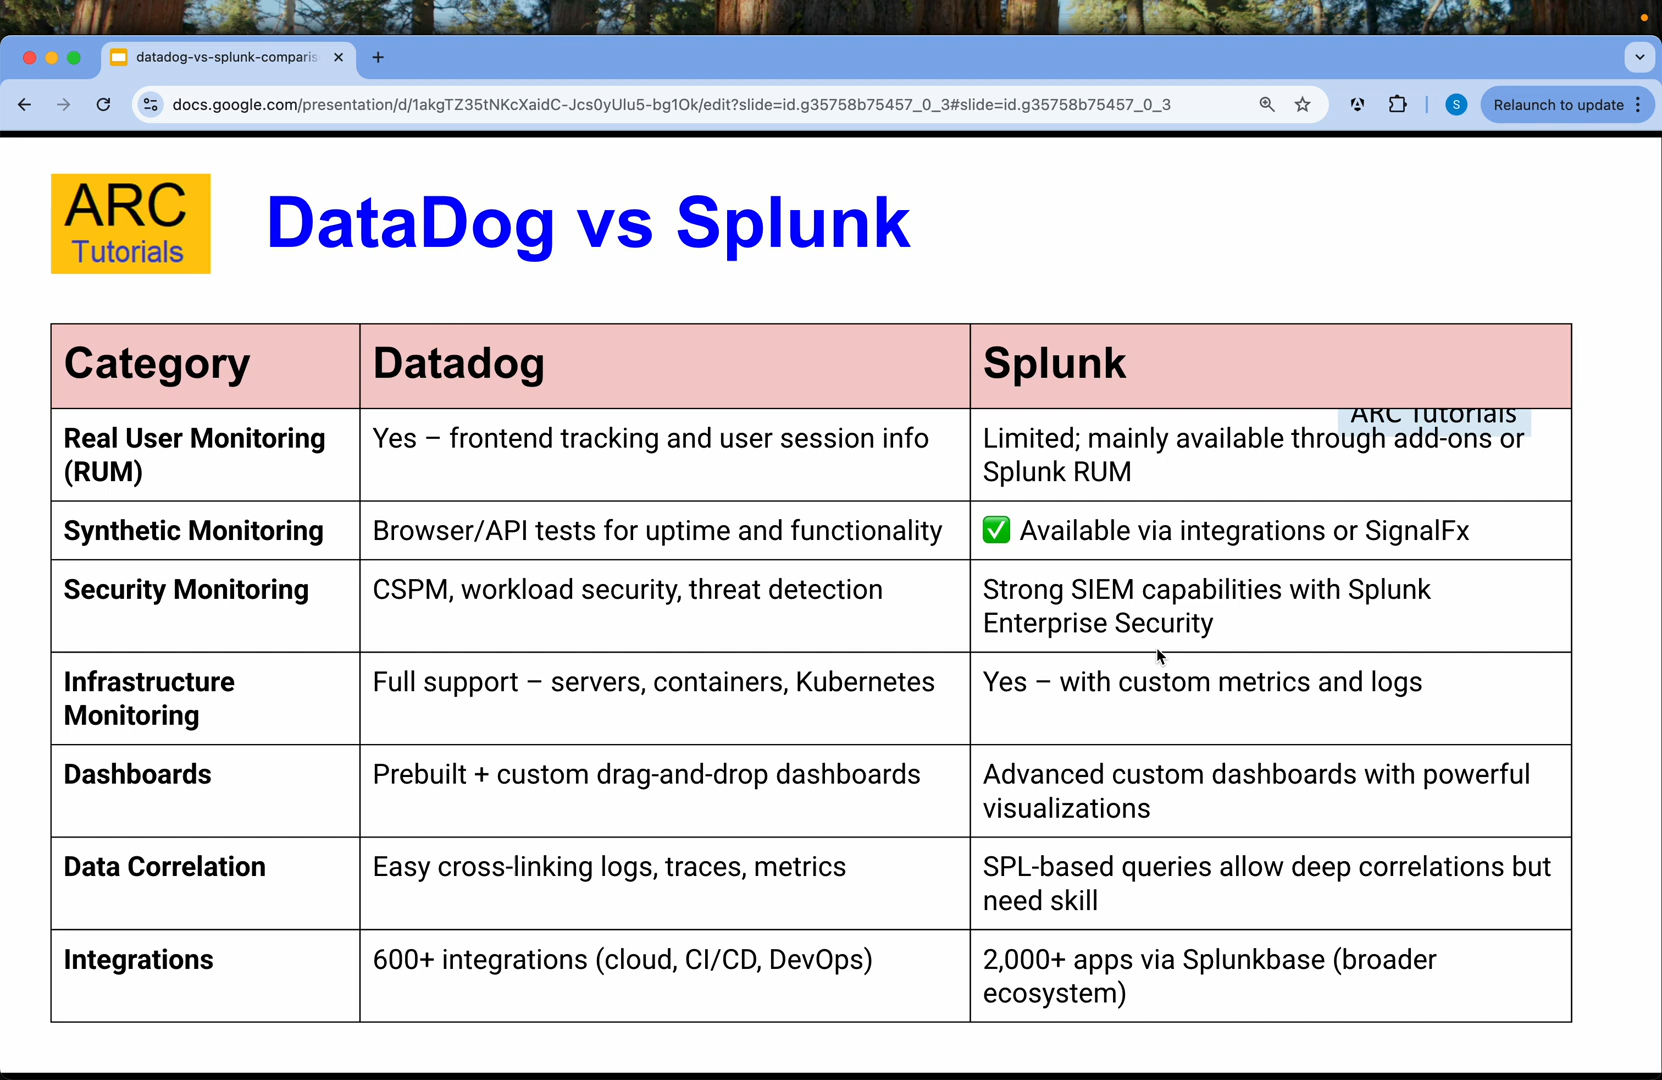 datadog-vs-splunk-comparis
docs.google.com/presentation/d/1akgTZ35tNKcXaidC-Jcs0yUlu5-bg1Ok/edit?slide=id.g35758b75457_0_3#slide=id.g35758b75457_0_3
S
Relaunch to update
ARC
Tutorials
DataDog vs Splunk
Category
Datadog
Splunk
ARC Tutorials
Real User Monitoring
(RUM)
Yes – frontend tracking and user session info
Limited; mainly available through add-ons or
Splunk RUM
Synthetic Monitoring
Browser/API tests for uptime and functionality
✅ Available via integrations or SignalFx
Security Monitoring
CSPM, workload security, threat detection
Strong SIEM capabilities with Splunk
Enterprise Security
Infrastructure
Monitoring
Full support – servers, containers, Kubernetes
Yes – with custom metrics and logs
Dashboards
Prebuilt + custom drag-and-drop dashboards
Advanced custom dashboards with powerful
visualizations
Data Correlation
Easy cross-linking logs, traces, metrics
SPL-based queries allow deep correlations but
need skill
Integrations
600+ integrations (cloud, CI/CD, DevOps)
2,000+ apps via Splunkbase (broader
ecosystem)